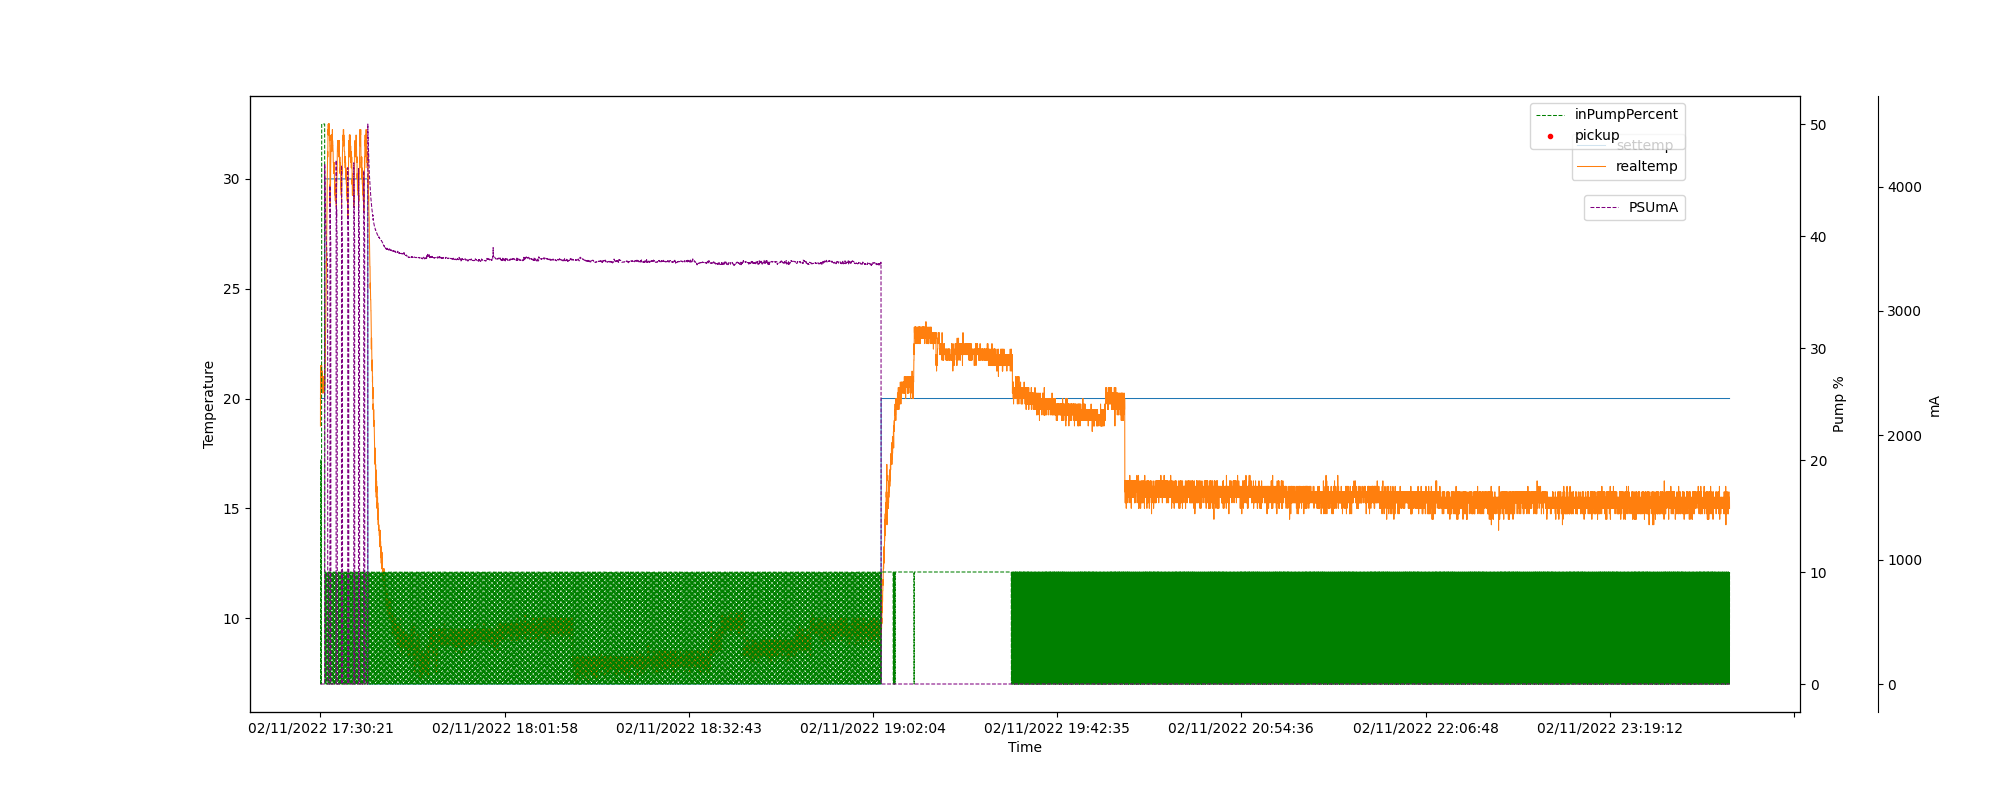 inPumpPercent
pickup
settemp
realtemp
PSUmA
Temperature
30
25
20
15
10
50
40
30
20
10
0
Pump %
4000
3000
2000
1000
0
mA
02/11/2022 17:30:21
02/11/2022 18:01:58
02/11/2022 18:32:43
02/11/2022 19:02:04
02/11/2022 19:42:35
02/11/2022 20:54:36
02/11/2022 22:06:48
02/11/2022 23:19:12
Time